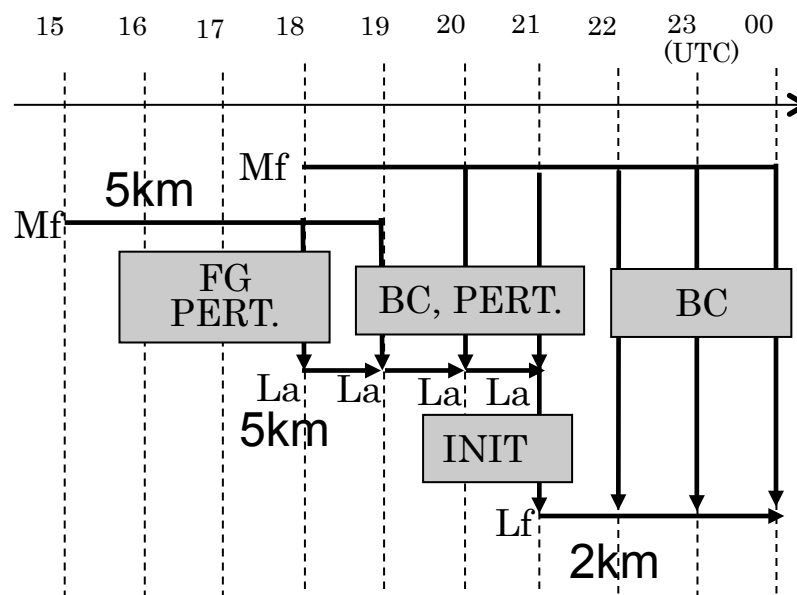 15 16 17 18 19 20 21 22 23 00
(UTC)
Mf
5km
Mf
FG
PERT.
BC, PERT.
BC
La La La La
5km
INIT
Lf
2km